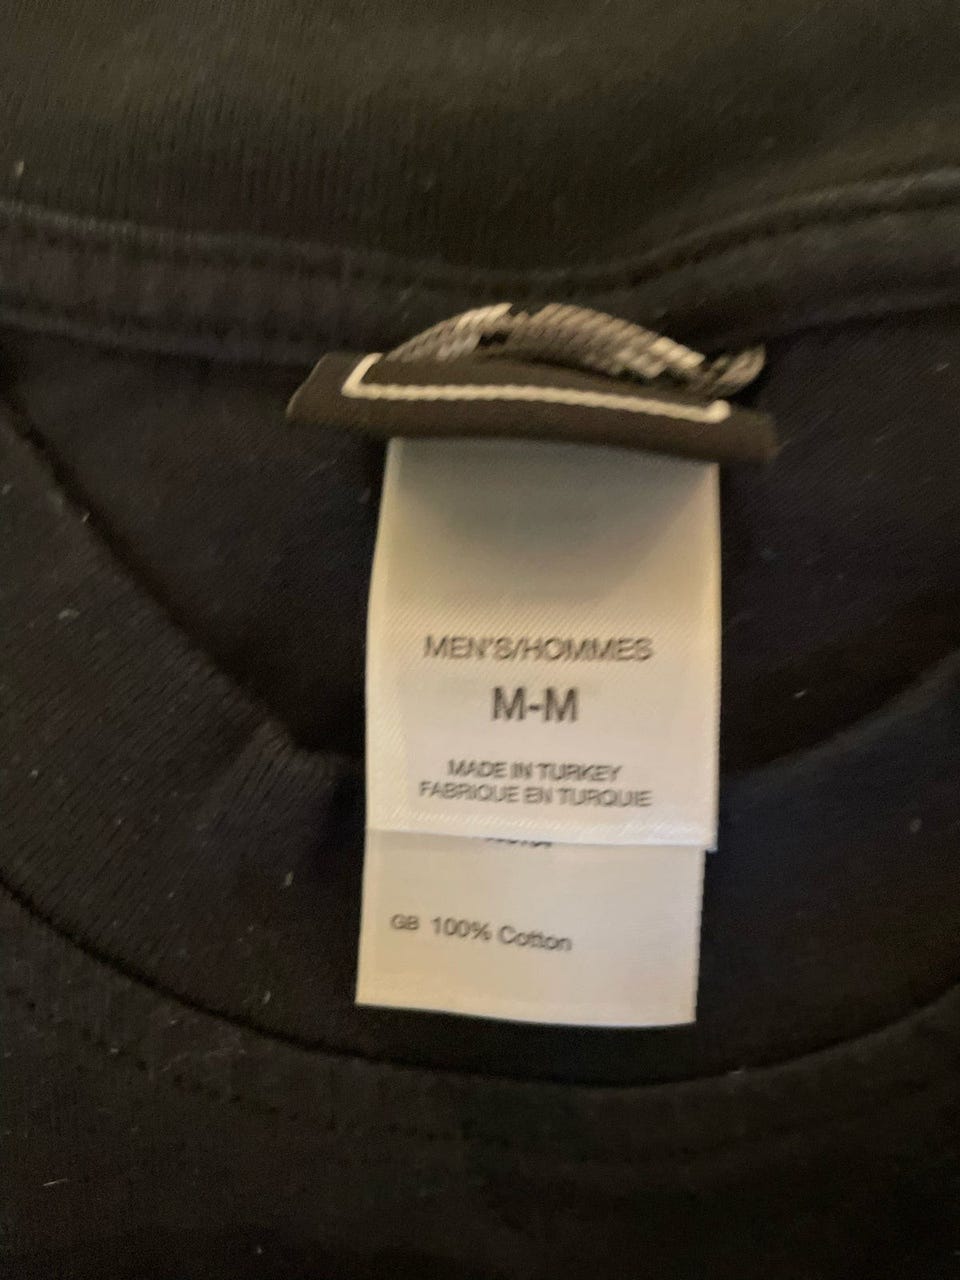 MEN'S/HOMMES
M-M
MADE IN TURKEY
FABRIQUE EN TURQUIE
GB 100% Cotton